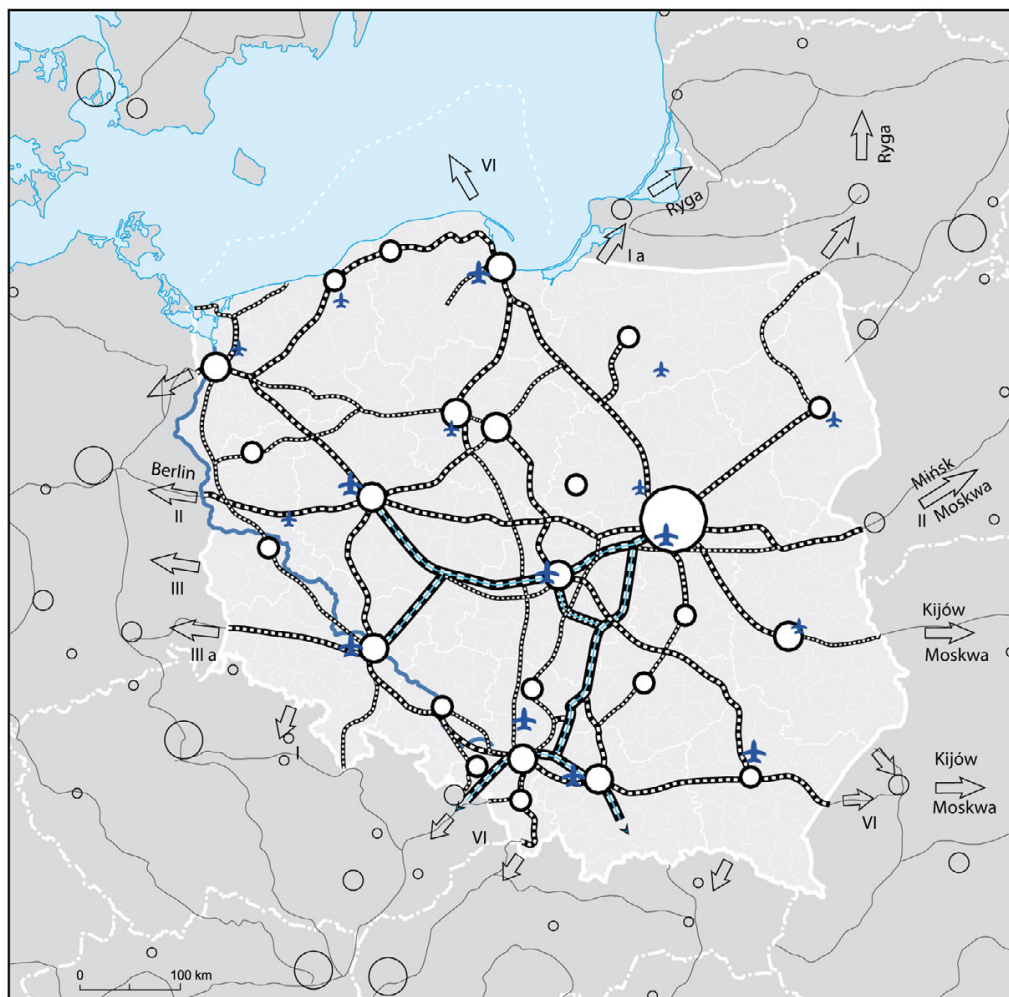 VI
Ryga
Ryga
I a
I
Berlin
II
Mińsk
II Moskwa
III
III a
Kijów
Moskwa
I
Kijów
Moskwa
VI
VI
0 100 km